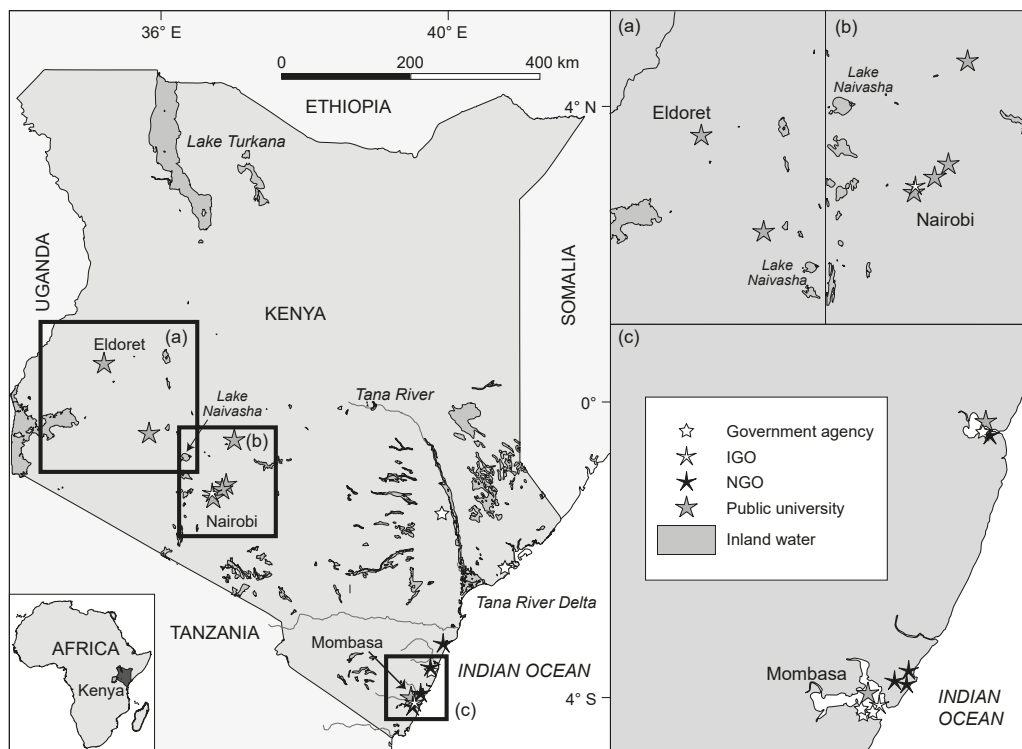 36° E
40° E
0
200
400 km
ETHIOPIA
4° N
Lake Turkana
UGANDA
SOMALIA
KENYA
(a)
Eldoret
Lake
Naivasha
(b)
Nairobi
Tana River
0°
Tana River Delta
TANZANIA
Mombasa
INDIAN OCEAN
(c)
4° S
AFRICA
Kenya
(a)
Eldoret
Lake
Naivasha
(b)
Lake
Naivasha
Nairobi
(c)
Government agency
IGO
NGO
Public university
Inland water
Mombasa
INDIAN
OCEAN